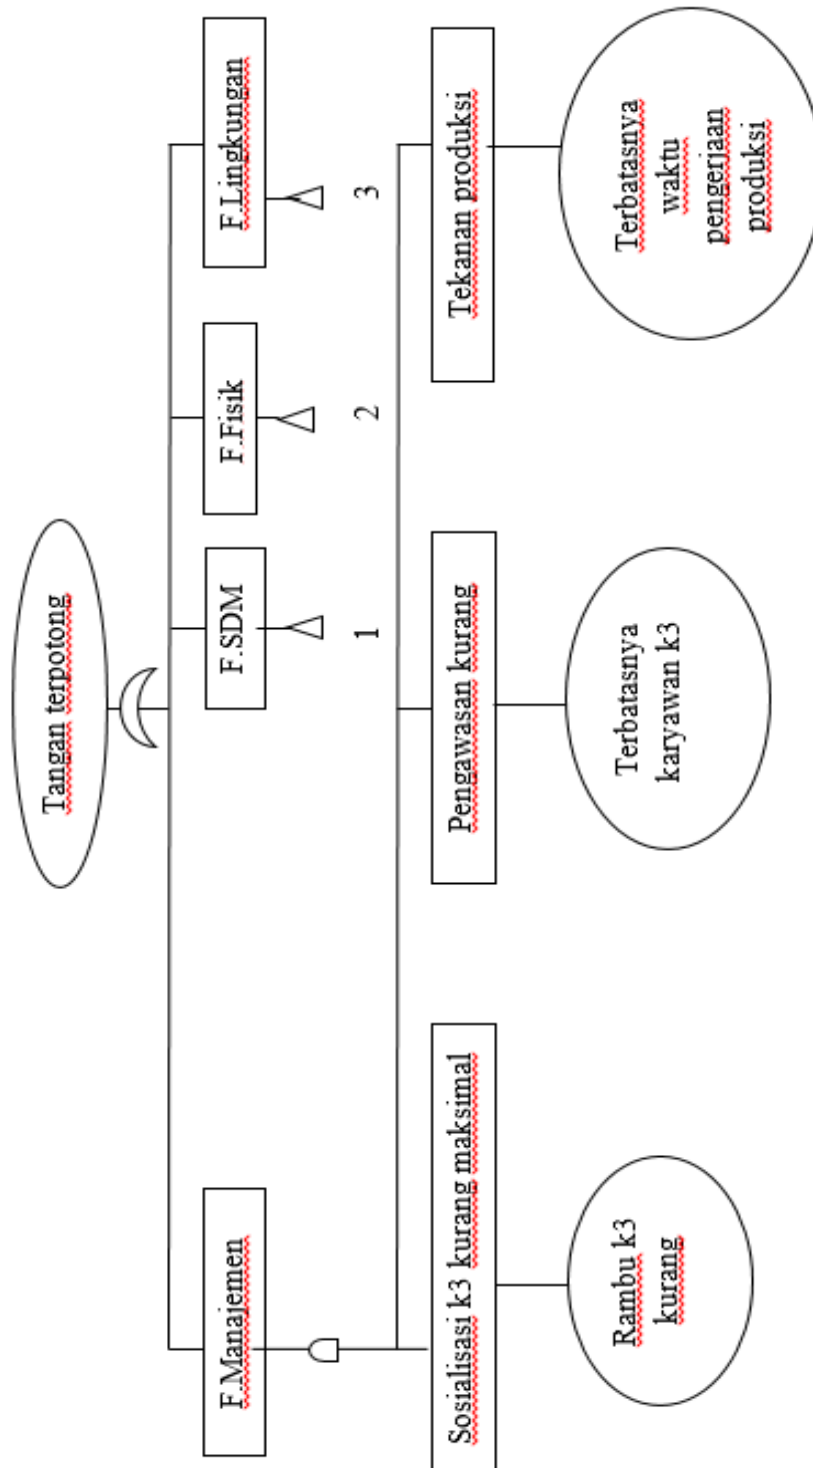 Tangan terpotong
F.Manajemen
F.SDM
F.Fisik
F.Lingkungan
1
2
3
Sosialisasi k3 kurang maksimal
Pengawasan kurang
Tekanan produksi
Rambu k3
kurang
Terbatasnya
karyawan k3
Terbatasnya
waktu
pengerjaan
produksi